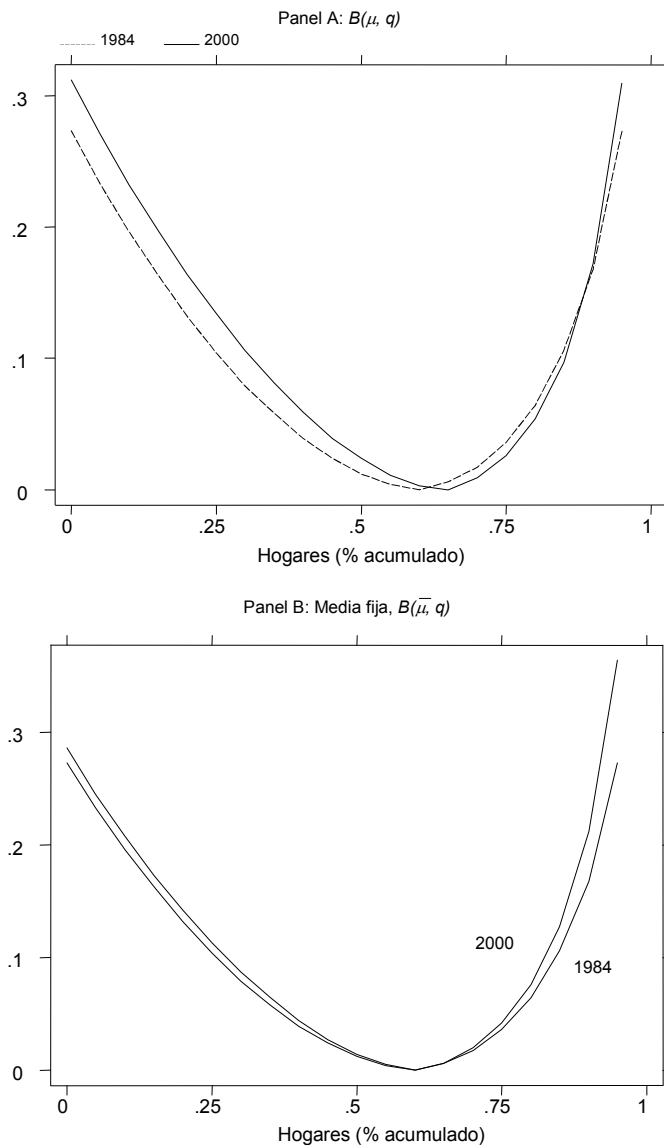 Panel A: B(μ, q)
1984 2000
.3
.2
.1
0
0 .25 .5 .75 1
Hogares (% acumulado)
Panel B: Media fija, B(μ̅, q)
.3
.2
.1
0
2000
1984
0 .25 .5 .75 1
Hogares (% acumulado)